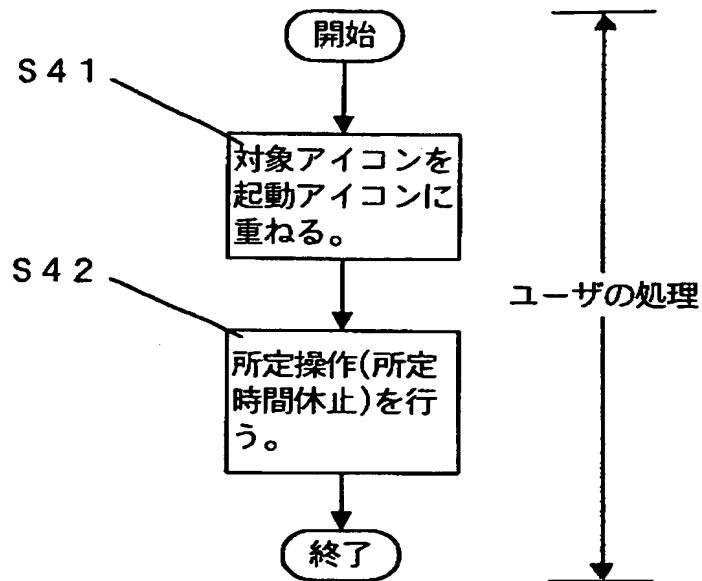 開始
S41
対象アイコンを
起動アイコンに
重ねる。
S42
ユーザの処理
所定操作(所定
時間休止)を行
う。
終了